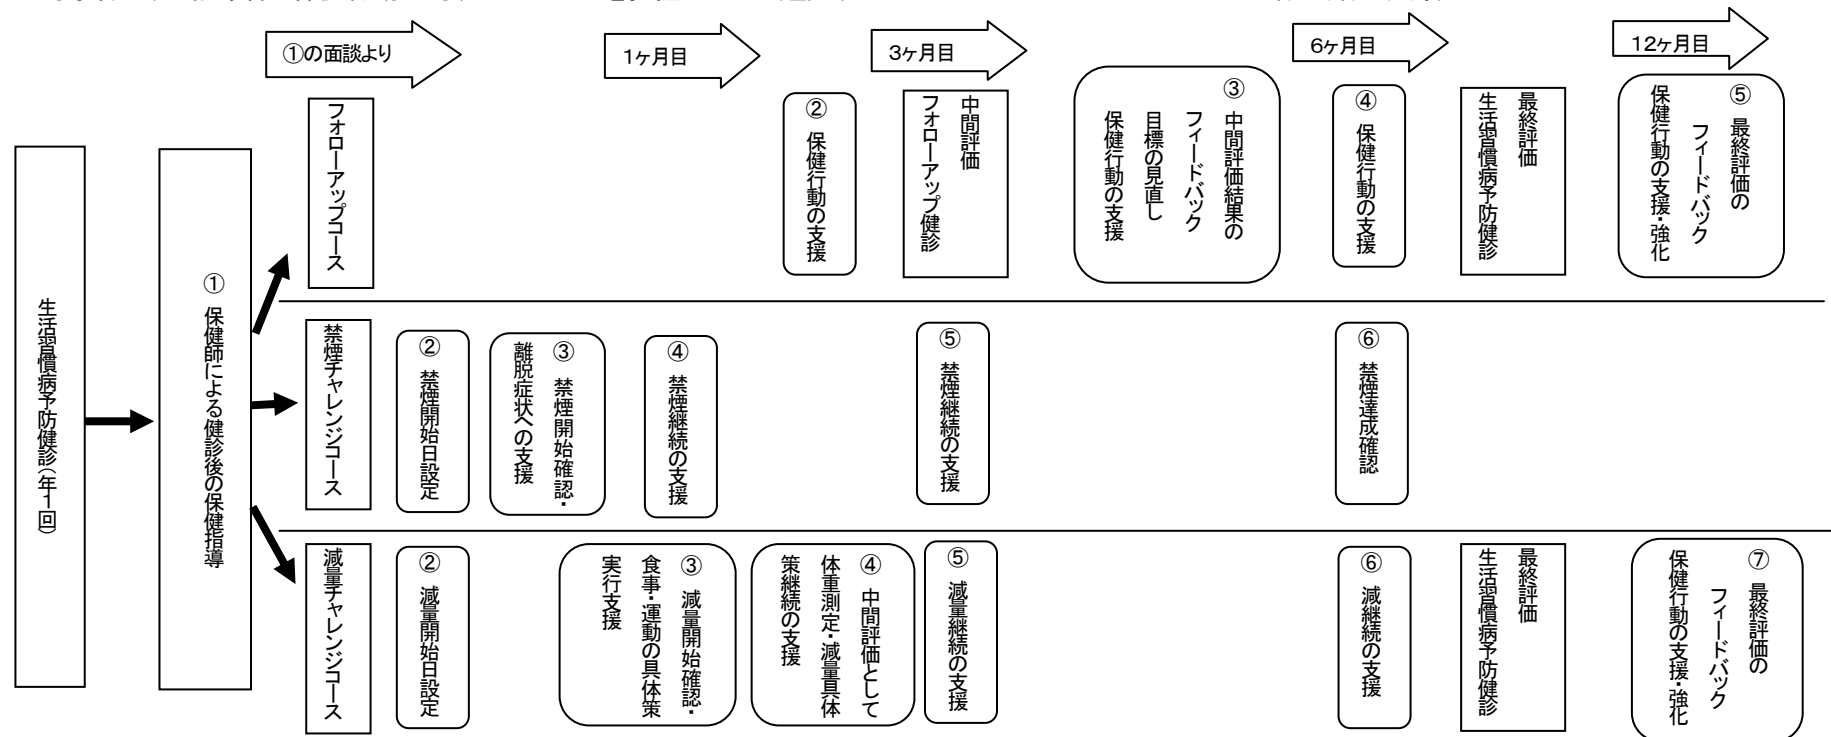 ①の面談より
1ヶ月目
3ヶ月目
6ヶ月目
12ヶ月目
生活習慣病予防健診(年1回)
① 保健師による健診後の保健指導
フォローアップコース
② 保健行動の支援
中間評価
フォローアップ健診
③ 中間評価結果の
フィードバック
目標の見直し
保健行動の支援
④ 保健行動の支援
最終評価
生活習慣病予防健診
⑤ 最終評価の
フィードバック
保健行動の支援・強化
禁煙チャレンジコース
② 禁煙開始日設定
③ 禁煙開始確認・
離脱症状への支援
④ 禁煙継続の支援
⑤ 禁煙継続の支援
⑥ 禁煙達成確認
減量チャレンジコース
② 減量開始日設定
③ 減量開始確認・
食事・運動の具体策
実行支援
④ 中間評価として
体重測定・減量具体
策継続の支援
⑤ 減量継続の支援
⑥ 減継続の支援
最終評価
生活習慣病予防健診
⑦ 最終評価の
フィードバック
保健行動の支援・強化